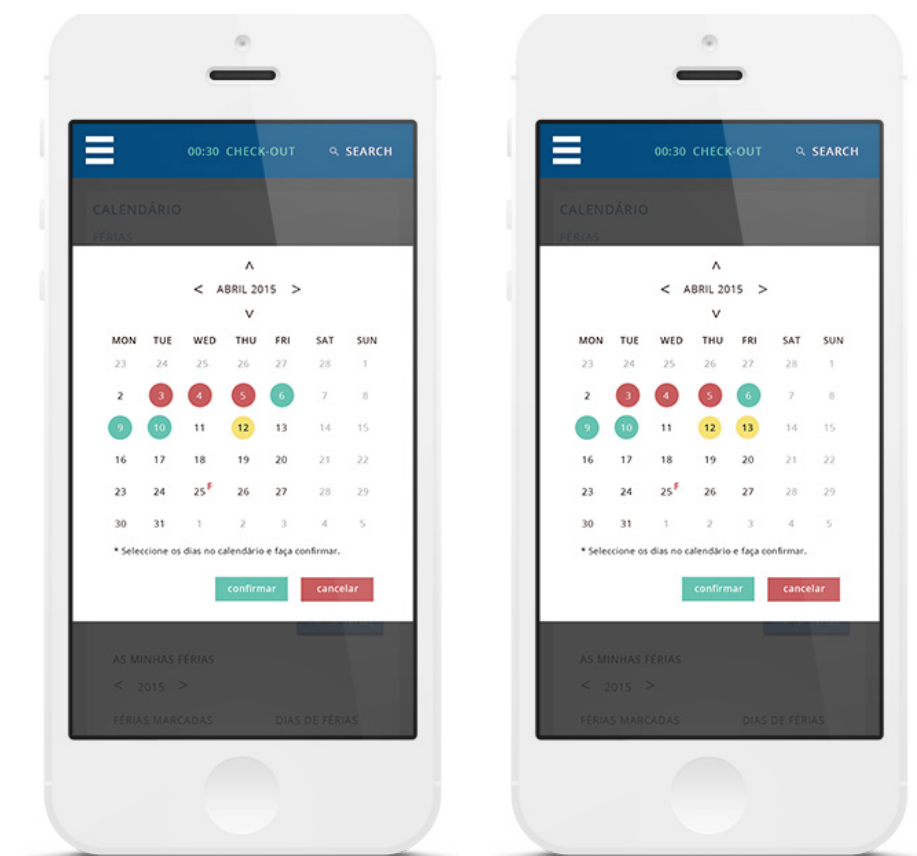 00:30 CHECK-OUT SEARCH
CALENDÁRIO
FÉRIAS
< ABRIL 2015 >
MON TUE WED THU FRI SAT SUN
23 24 25 26 27 28 1
2 3 4 5 6 7 8
9 10 11 12 13 14 15
16 17 18 19 20 21 22
23 24 25 F 26 27 28 29
30 31 1 2 3 4 5
* Seleccione os dias no calendário e faça confirmar.
confirmar cancelar
AS MINHAS FÉRIAS
< 2015 >
FÉRIAS MARCADAS DIAS DE FÉRIAS
00:30 CHECK-OUT SEARCH
CALENDÁRIO
FÉRIAS
< ABRIL 2015 >
MON TUE WED THU FRI SAT SUN
23 24 25 26 27 28 1
2 3 4 5 6 7 8
9 10 11 12 13 14 15
16 17 18 19 20 21 22
23 24 25 F 26 27 28 29
30 31 1 2 3 4 5
* Seleccione os dias no calendário e faça confirmar.
confirmar cancelar
AS MINHAS FÉRIAS
< 2015 >
FÉRIAS MARCADAS DIAS DE FÉRIAS